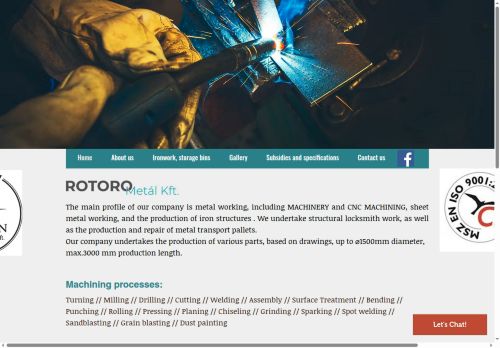 Home About us Ironwork, storage bins Gallery Subsidies and specifications Contact us f
ROTORO Metál Kft.
The main profile of our company is metal working, including MACHINERY and CNC MACHINING, sheet
metal working, and the production of iron structures . We undertake structural locksmith work, as well
as the production and repair of metal transport pallets.
Our company undertakes the production of various parts, based on drawings, up to ⌀1500mm diameter,
max.3000 mm production length.
MSZ EN ISO 9001:2
Machining processes:
Turning // Milling // Drilling // Cutting // Welding // Assembly // Surface Treatment // Bending //
Punching // Rolling // Pressing // Planing // Chiseling // Grinding // Sparking // Spot welding //
Sandblasting // Grain blasting // Dust painting
Let's Chat!